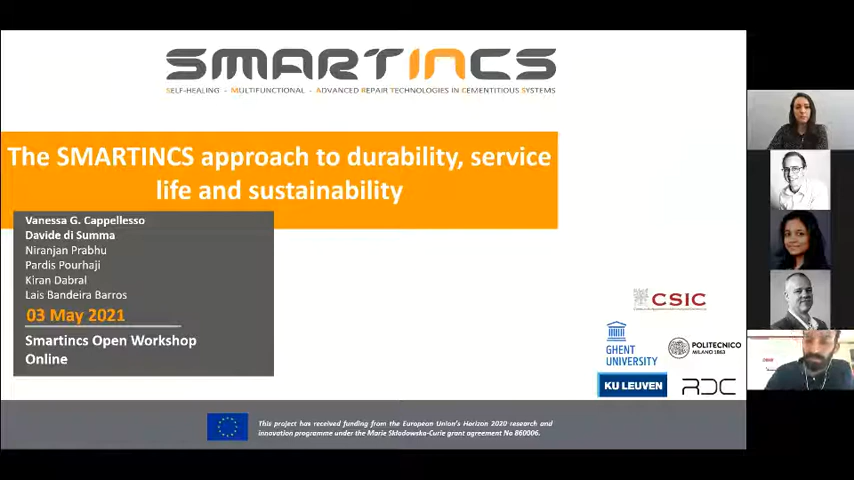 SMARTINCS
SELF-HEALING - MULTIFUNCTIONAL - ADVANCED REPAIR TECHNOLOGIES IN CEMENTITIOUS SYSTEMS
The SMARTINCS approach to durability, service
life and sustainability
Vanessa G. Cappellesso
Davide di Summa
Niranjan Prabhu
Pardis Pourhaji
Kiran Dabral
Lais Bandeira Barros
03 May 2021
Smartincs Open Workshop
Online
CSIC
GHENT
UNIVERSITY
POLITECNICO
MILANO 1863
KU LEUVEN
RDC
This project has received funding from the European Union's Horizon 2020 research and
innovation programme under the Marie Skłodowska-Curie grant agreement No 860006.